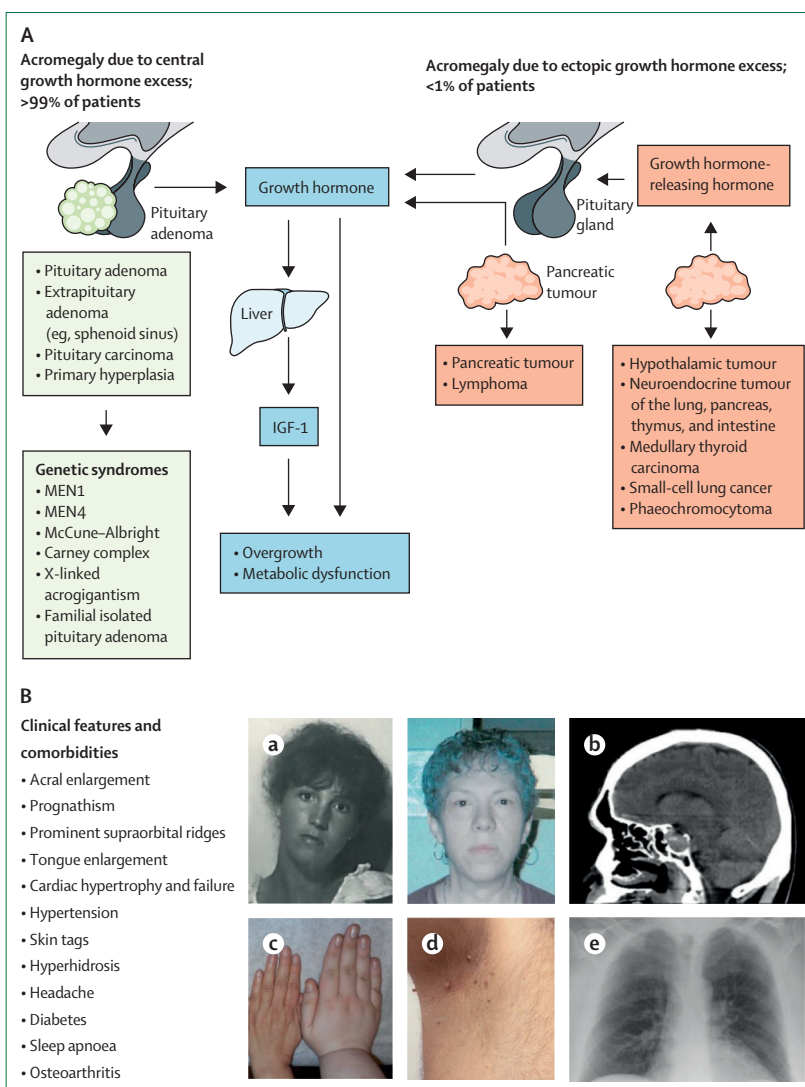 A
Acromegaly due to central
growth hormone excess;
>99% of patients
Acromegaly due to ectopic growth hormone excess;
<1% of patients
Pituitary
adenoma
Growth hormone
Pituitary
gland
Growth hormone-
releasing hormone
• Pituitary adenoma
• Extrapituitary
adenoma
(eg, sphenoid sinus)
• Pituitary carcinoma
• Primary hyperplasia
Liver
Pancreatic
tumour
• Pancreatic tumour
• Lymphoma
• Hypothalamic tumour
• Neuroendocrine tumour
of the lung, pancreas,
thymus, and intestine
• Medullary thyroid
carcinoma
• Small-cell lung cancer
• Phaeochromocytoma
IGF-1
Genetic syndromes
• MEN1
• MEN4
• McCune–Albright
• Carney complex
• X-linked
acrogigantism
• Familial isolated
pituitary adenoma
• Overgrowth
• Metabolic dysfunction
B
Clinical features and
comorbidities
• Acral enlargement
• Prognathism
• Prominent supraorbital ridges
• Tongue enlargement
• Cardiac hypertrophy and failure
• Hypertension
• Skin tags
• Hyperhidrosis
• Headache
• Diabetes
• Sleep apnoea
• Osteoarthritis
a
b
c
d
e